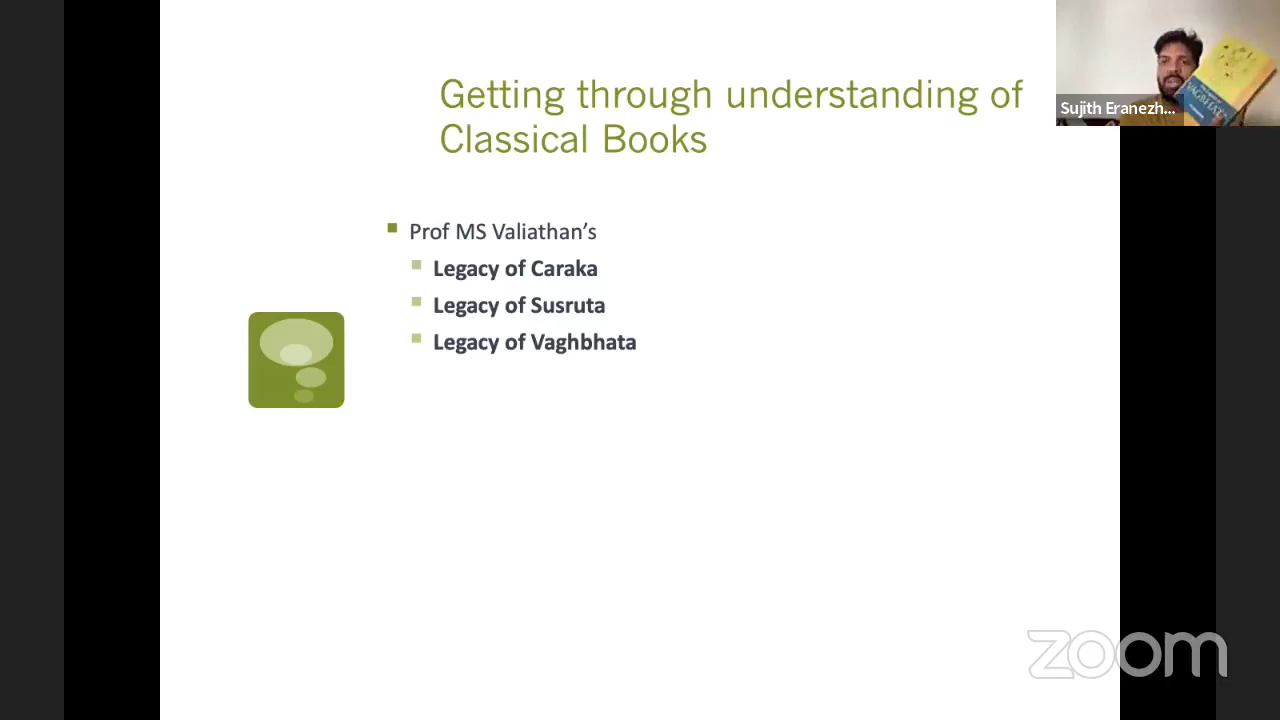 Getting through understanding of
Classical Books
Sujith Eranezh...
VAGBHATA
Prof MS Valiathan's
Legacy of Caraka
Legacy of Susruta
Legacy of Vaghbhata
zoom